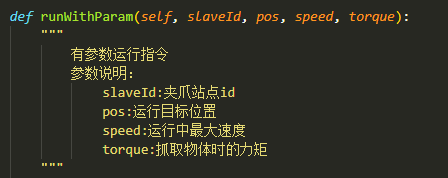 def runWithParam(self, slaveId, pos, speed, torque):
"""
有参数运行指令
参数说明:
slaveId:夹爪站点id
pos:运行目标位置
speed:运行中最大速度
torque:抓取物体时的力矩
"""